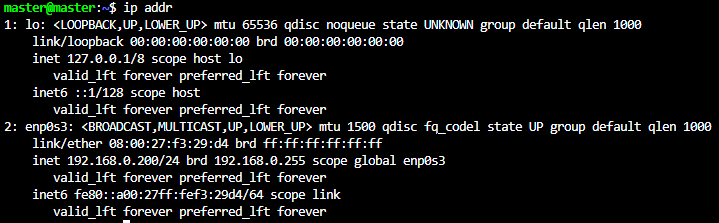 master@master:~$ ip addr
1: lo: <LOOPBACK,UP,LOWER_UP> mtu 65536 qdisc noqueue state UNKNOWN group default qlen 1000
    link/loopback 00:00:00:00:00:00 brd 00:00:00:00:00:00
    inet 127.0.0.1/8 scope host lo
       valid_lft forever preferred_lft forever
    inet6 ::1/128 scope host
       valid_lft forever preferred_lft forever
2: enp0s3: <BROADCAST,MULTICAST,UP,LOWER_UP> mtu 1500 qdisc fq_codel state UP group default qlen 1000
    link/ether 08:00:27:f3:29:d4 brd ff:ff:ff:ff:ff:ff
    inet 192.168.0.200/24 brd 192.168.0.255 scope global enp0s3
       valid_lft forever preferred_lft forever
    inet6 fe80::a00:27ff:fef3:29d4/64 scope link
       valid_lft forever preferred_lft forever